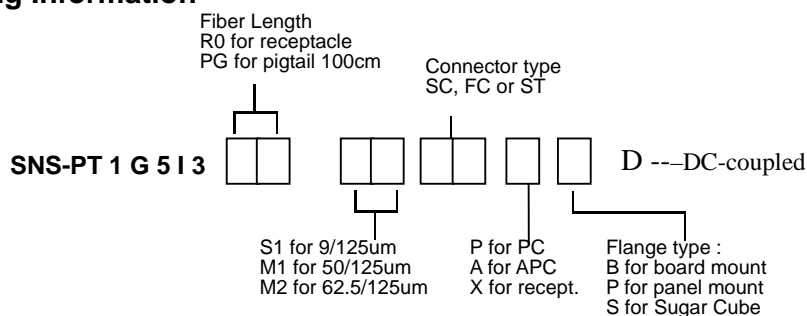 Fiber Length
R0 for receptacle
PG for pigtail 100cm
Connector type
SC, FC or ST
SNS-PT 1 G 5 I 3
D ---DC-coupled
S1 for 9/125um
M1 for 50/125um
M2 for 62.5/125um
P for PC
A for APC
X for recept.
Flange type :
B for board mount
P for panel mount
S for Sugar Cube